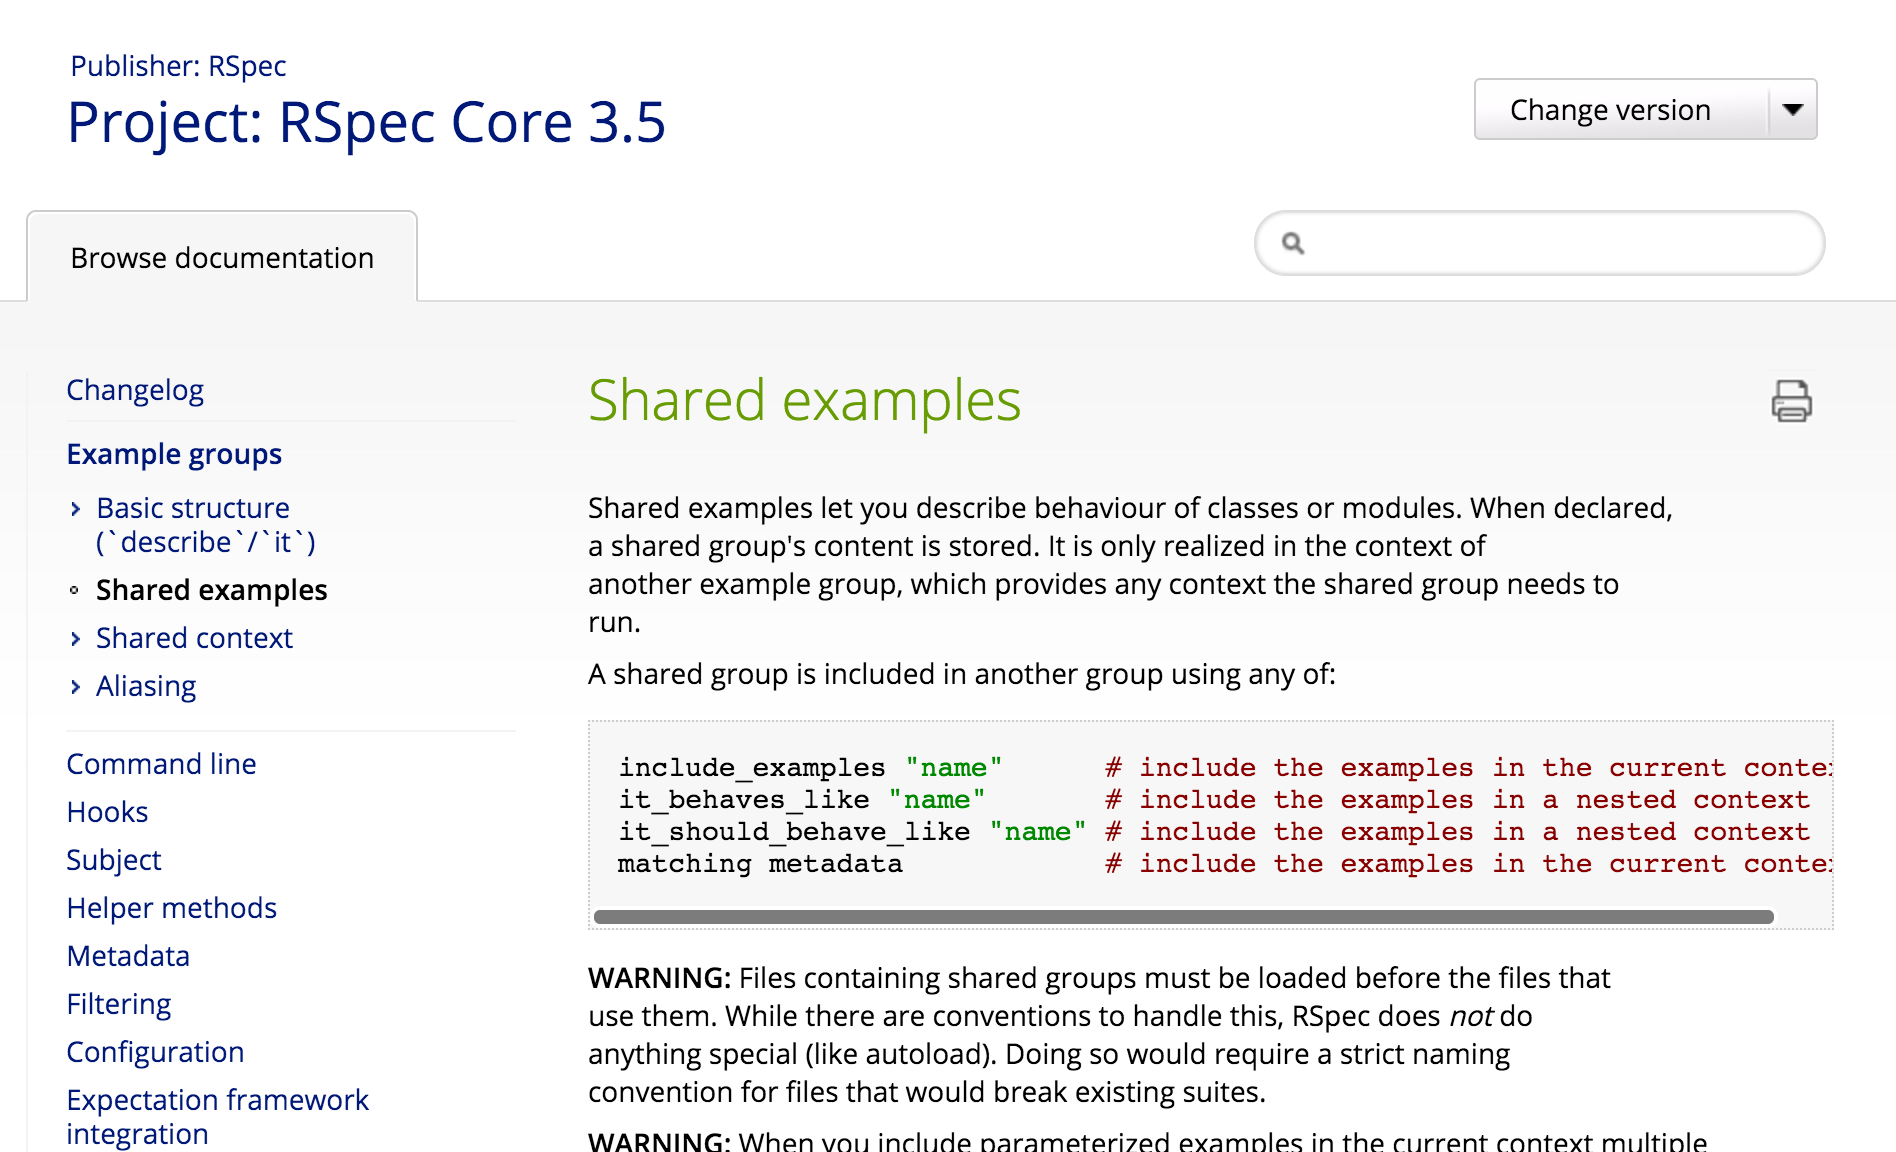 Publisher: RSpec
Project: RSpec Core 3.5
Change version
Browse documentation
Changelog
Example groups
Basic structure
(`describe`/`it`)
Shared examples
Shared context
Aliasing
Command line
Hooks
Subject
Helper methods
Metadata
Filtering
Configuration
Expectation framework
integration
Shared examples
Shared examples let you describe behaviour of classes or modules. When declared,
a shared group's content is stored. It is only realized in the context of
another example group, which provides any context the shared group needs to
run.
A shared group is included in another group using any of:
include_examples "name"      # include the examples in the current conte
it_behaves_like "name"       # include the examples in a nested context
it_should_behave_like "name" # include the examples in a nested context
matching metadata            # include the examples in the current conte
WARNING: Files containing shared groups must be loaded before the files that
use them. While there are conventions to handle this, RSpec does not do
anything special (like autoload). Doing so would require a strict naming
convention for files that would break existing suites.
WARNING: When you include parameterized examples in the current context multiple